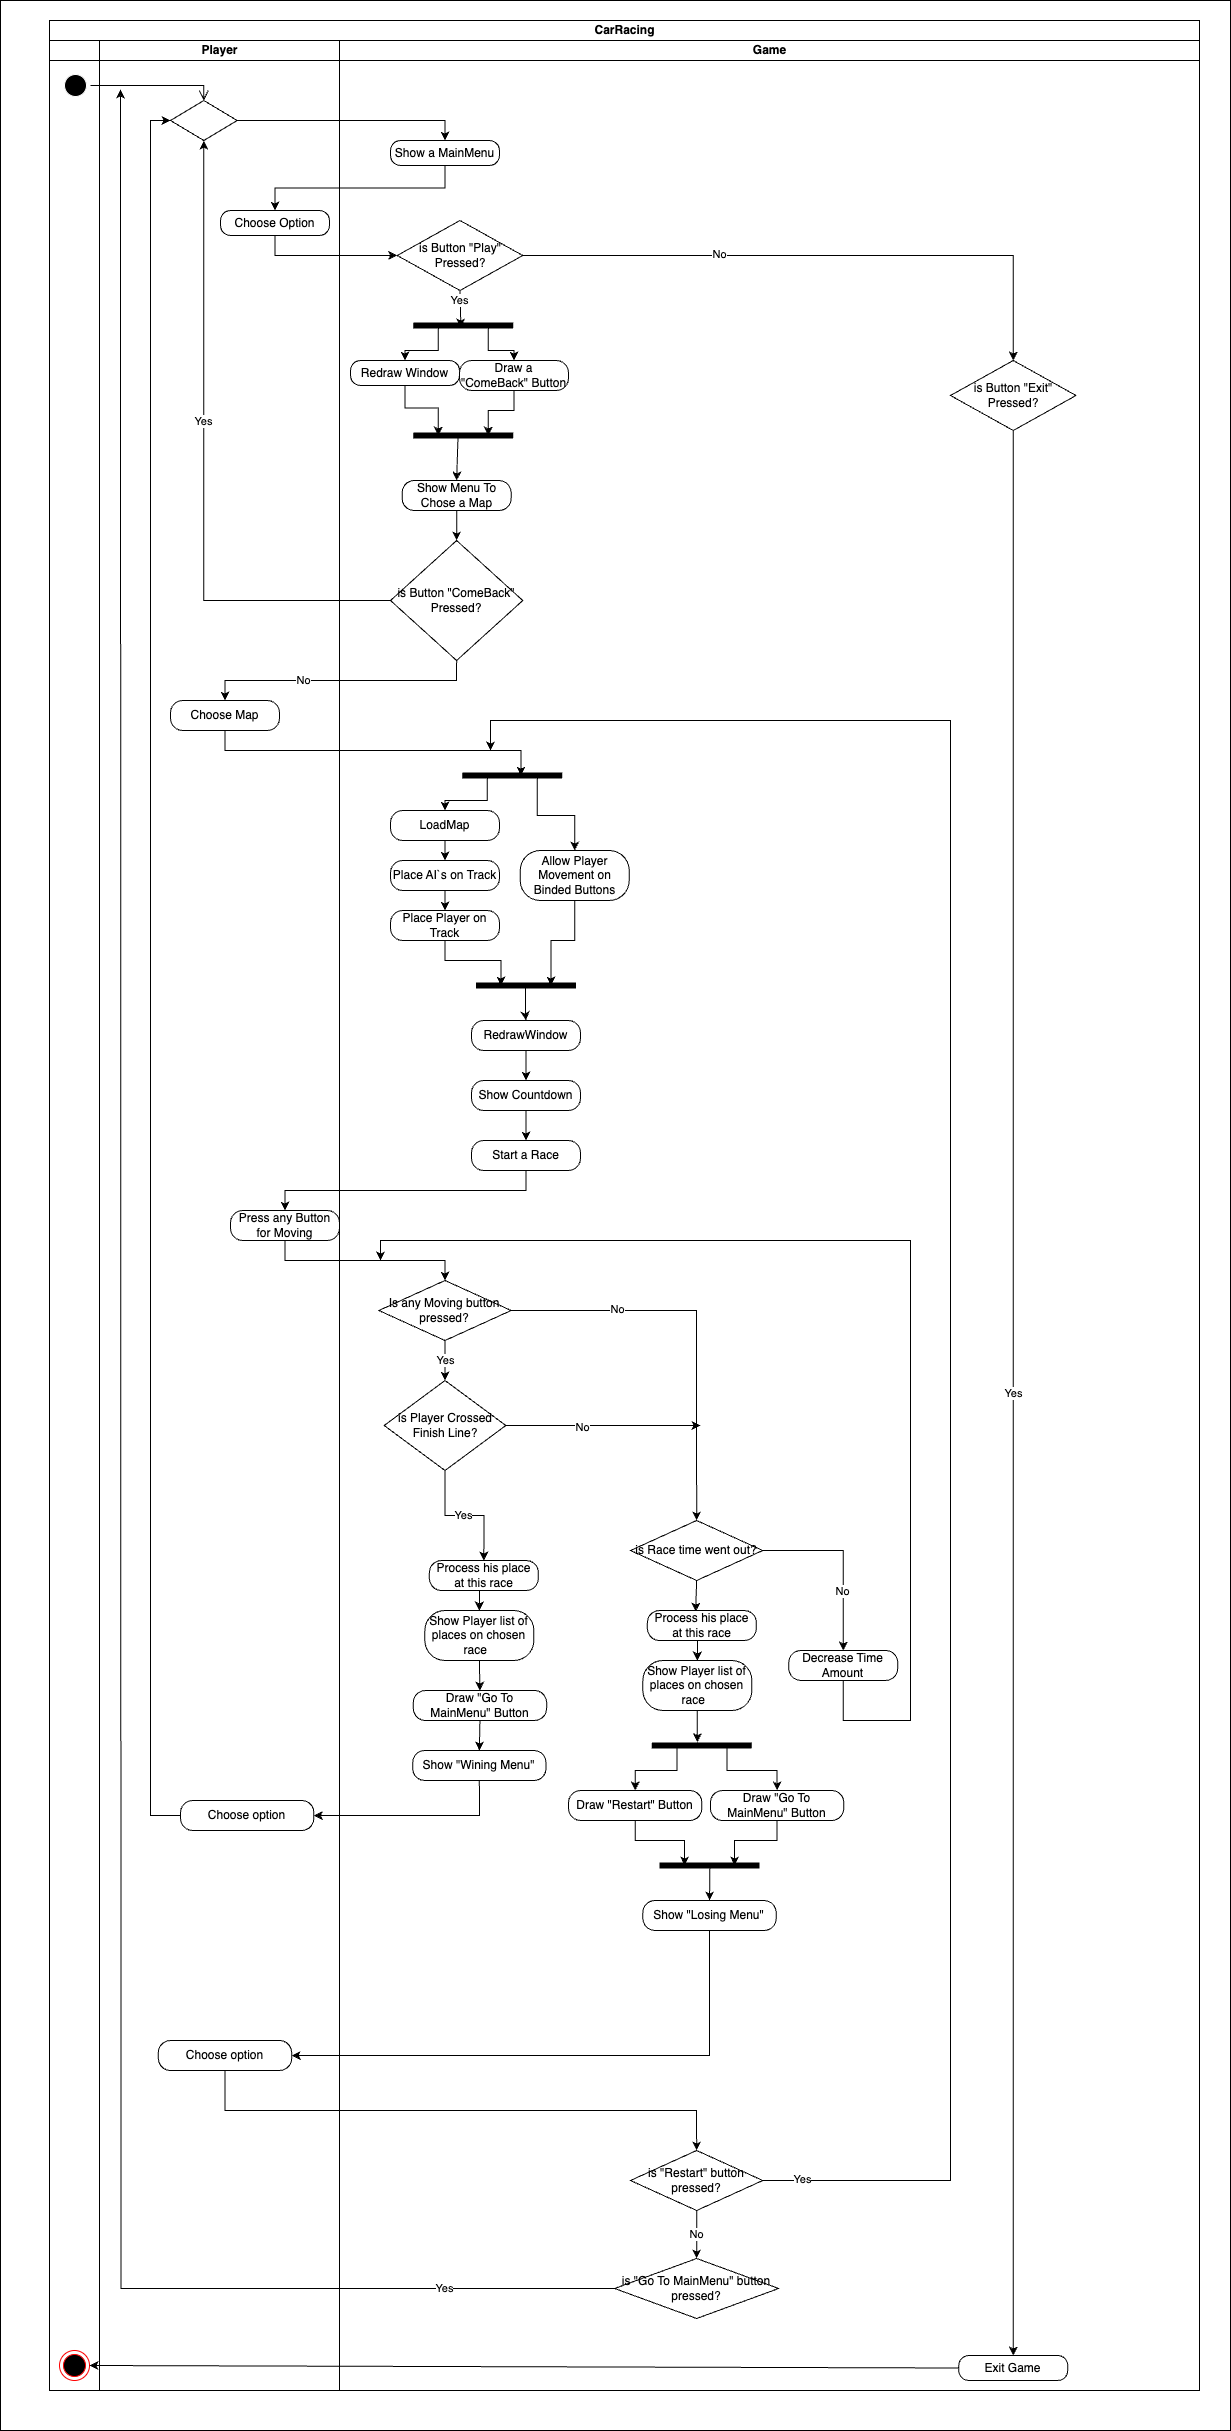 CarRacing
Player
Game
Show a MainMenu
Choose Option
is Button "Play"
Pressed?
No
Yes
Redraw Window
Draw a
"ComeBack" Button
is Button "Exit"
Pressed?
Yes
Show Menu To
Chose a Map
is Button "ComeBack"
Pressed?
No
Choose Map
LoadMap
Allow Player
Movement on
Binded Buttons
Place AI`s on Track
Place Player on
Track
RedrawWindow
Show Countdown
Start a Race
Press any Button
for Moving
Is any Moving button
pressed?
No
Yes
Yes
Is Player Crossed
Finish Line?
No
Yes
is Race time went out?
No
Process his place
at this race
Show Player list of
places on chosen
race
Process his place
at this race
Show Player list of
places on chosen
race
Decrease Time
Amount
Draw "Go To
MainMenu" Button
Show "Wining Menu"
Choose option
Draw "Restart" Button
Draw "Go To
MainMenu" Button
Show "Losing Menu"
Choose option
is "Restart" button
pressed?
Yes
No
is "Go To MainMenu" button
pressed?
Yes
Exit Game